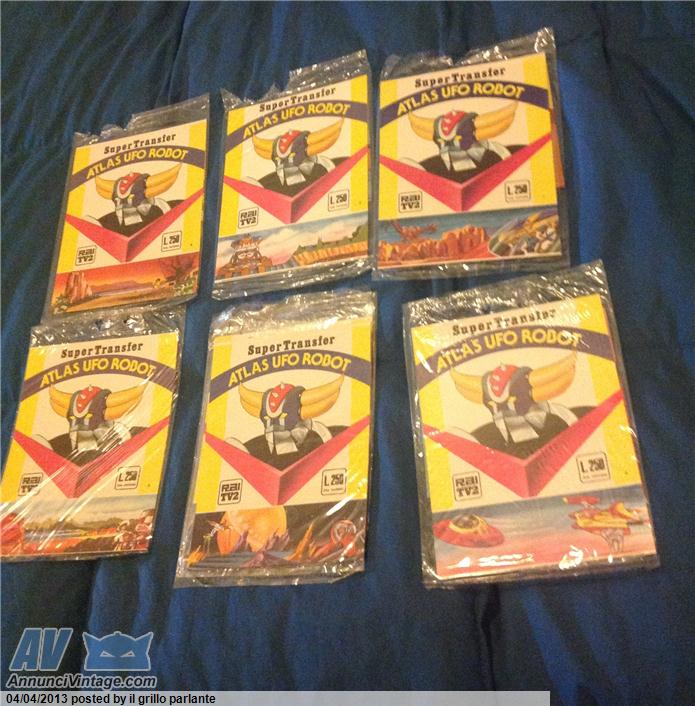 Super Transfer
ATLAS UFO ROBOT
RAI
TV2
L.250
Super Transfer
ATLAS UFO ROBOT
RAI
TV2
L.250
Super Transfer
ATLAS UFO ROBOT
RAI
TV2
L.250
Super Transfer
ATLAS UFO ROBOT
RAI
TV2
L.250
Super Transfer
ATLAS UFO ROBOT
RAI
TV2
L.250
Super Transfer
ATLAS UFO ROBOT
RAI
TV2
L.250
AV
AnnunciVintage.com
04/04/2013 posted by il grillo parlante